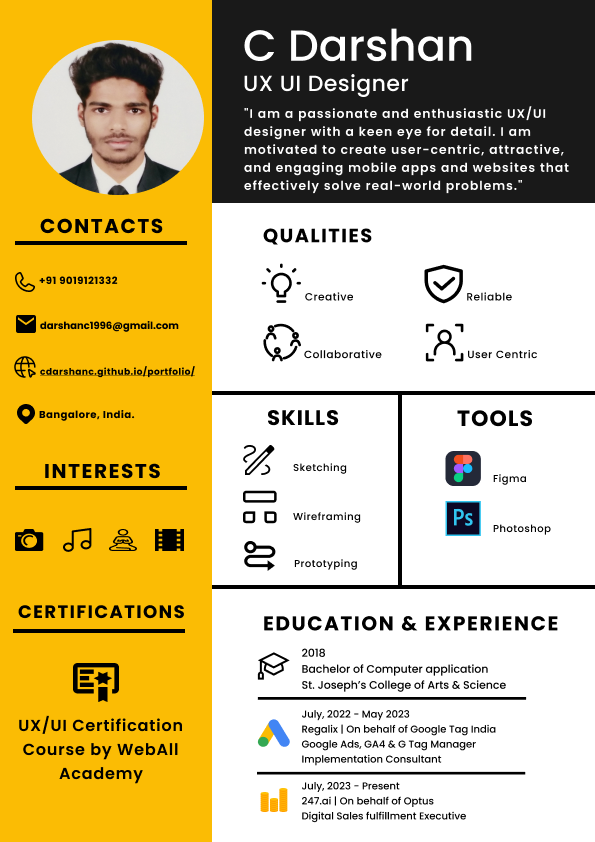 C Darshan
UX UI Designer
"I am a passionate and enthusiastic UX/UI
designer with a keen eye for detail. I am
motivated to create user-centric, attractive,
and engaging mobile apps and websites that
effectively solve real-world problems."
CONTACTS
+91 9019121332
darshanc1996@gmail.com
cdarshanc.github.io/portfolio/
Bangalore, India.
INTERESTS
CERTIFICATIONS
UX/UI Certification
Course by WebAll
Academy
QUALITIES
Creative
Reliable
Collaborative
User Centric
SKILLS
Sketching
Wireframing
Prototyping
TOOLS
Figma
Ps
Photoshop
EDUCATION & EXPERIENCE
2018
Bachelor of Computer application
St. Joseph's College of Arts & Science
July, 2022 - May 2023
Regalix | On behalf of Google Tag India
Google Ads, GA4 & G Tag Manager
Implementation Consultant
July, 2023 - Present
247.ai | On behalf of Optus
Digital Sales fulfillment Executive